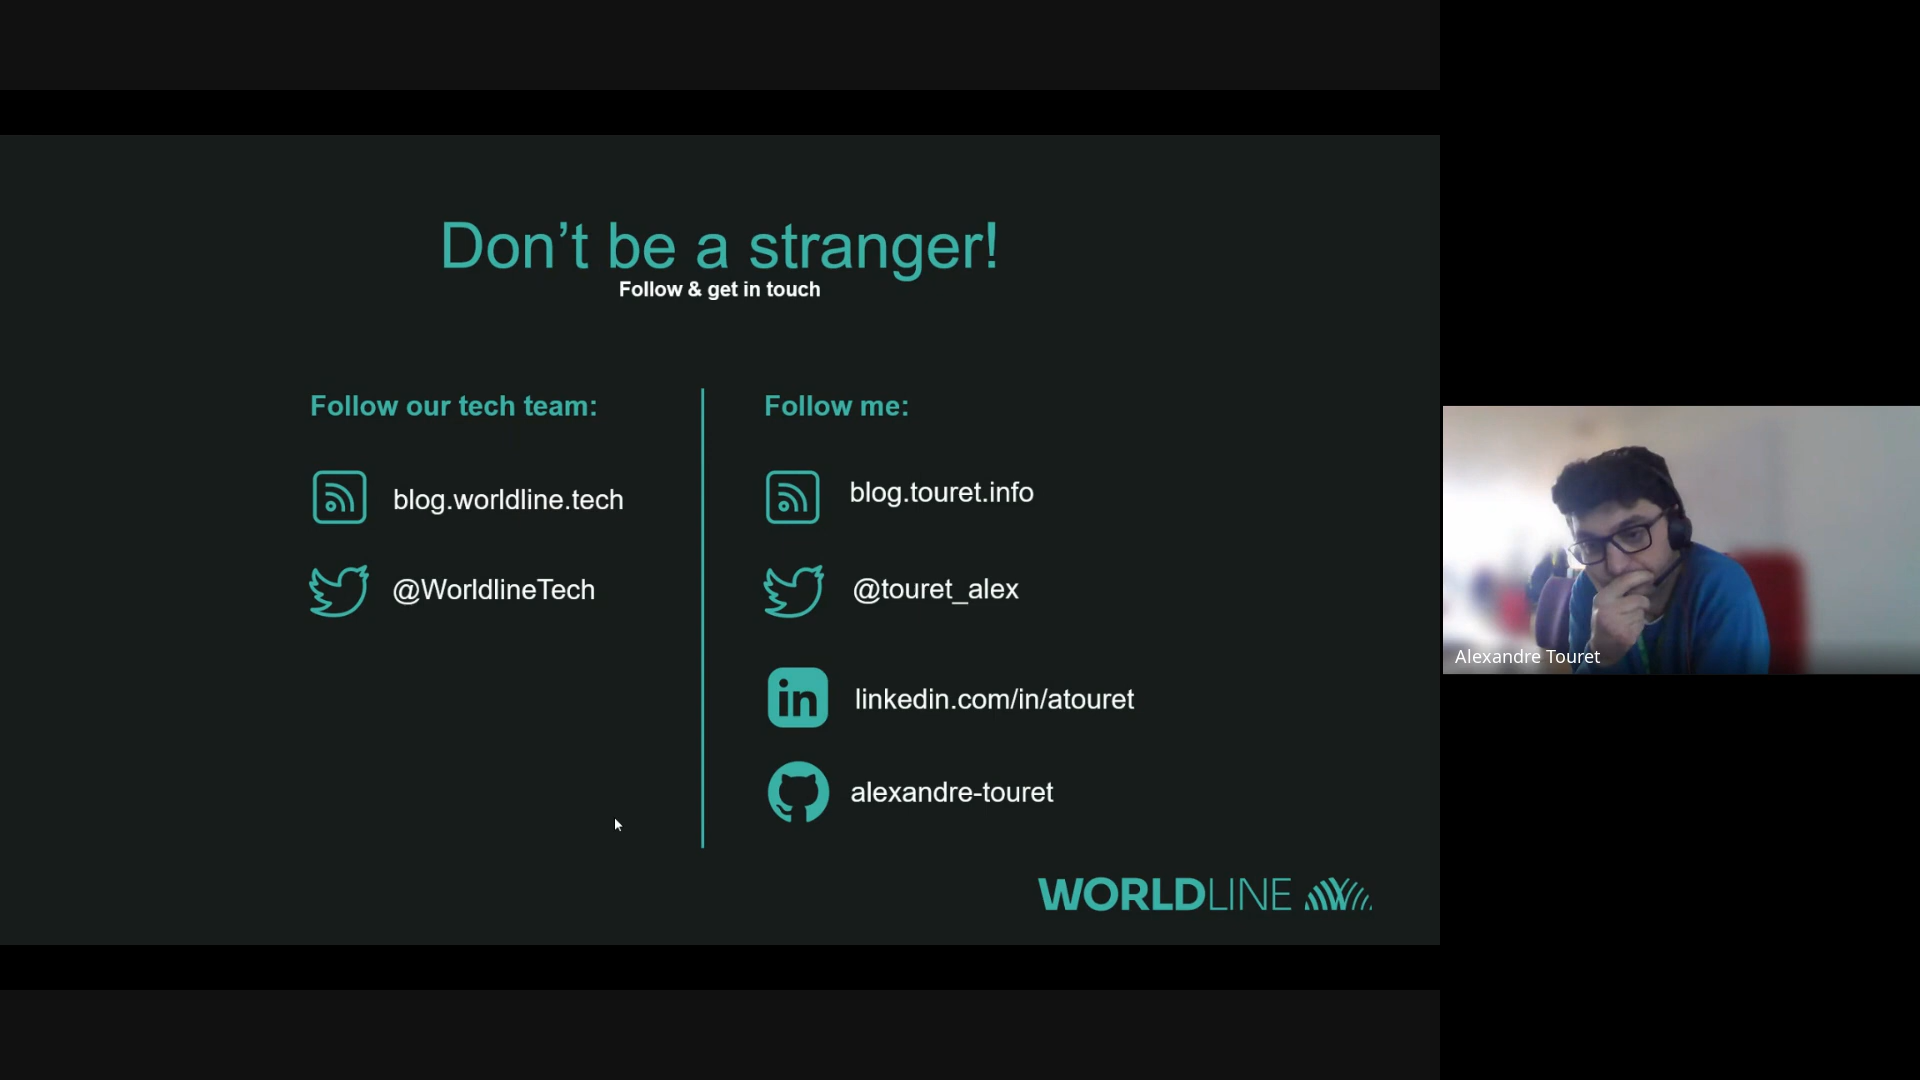 Don’t be a stranger!
Follow & get in touch
Follow our tech team:
blog.worldline.tech
@WorldlineTech
Follow me:
blog.touret.info
@touret_alex
in
linkedin.com/in/atouret
alexandre-touret
WORLDLINE
Alexandre Touret